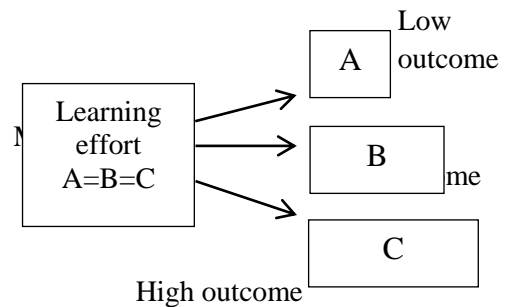 Low
outcome
A
Learning
effort
A=B=C
B
me
C
High outcome